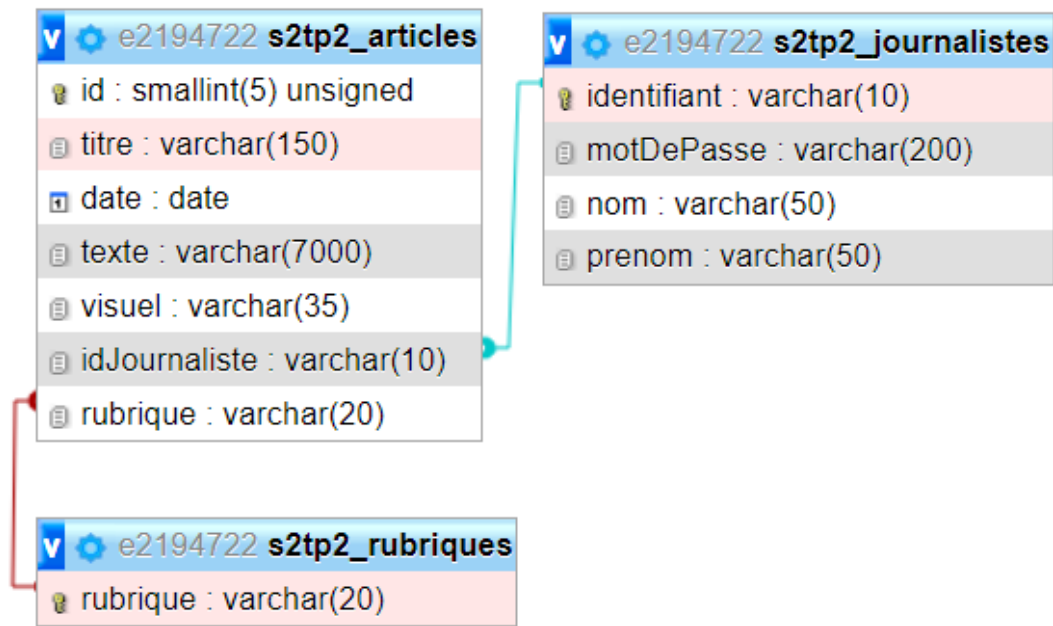 v e2194722 s2tp2_articles
id : smallint(5) unsigned
titre : varchar(150)
date : date
texte : varchar(7000)
visuel : varchar(35)
idJournaliste : varchar(10)
rubrique : varchar(20)
v e2194722 s2tp2_journalistes
identifiant : varchar(10)
motDePasse : varchar(200)
nom : varchar(50)
prenom : varchar(50)
v e2194722 s2tp2_rubriques
rubrique : varchar(20)